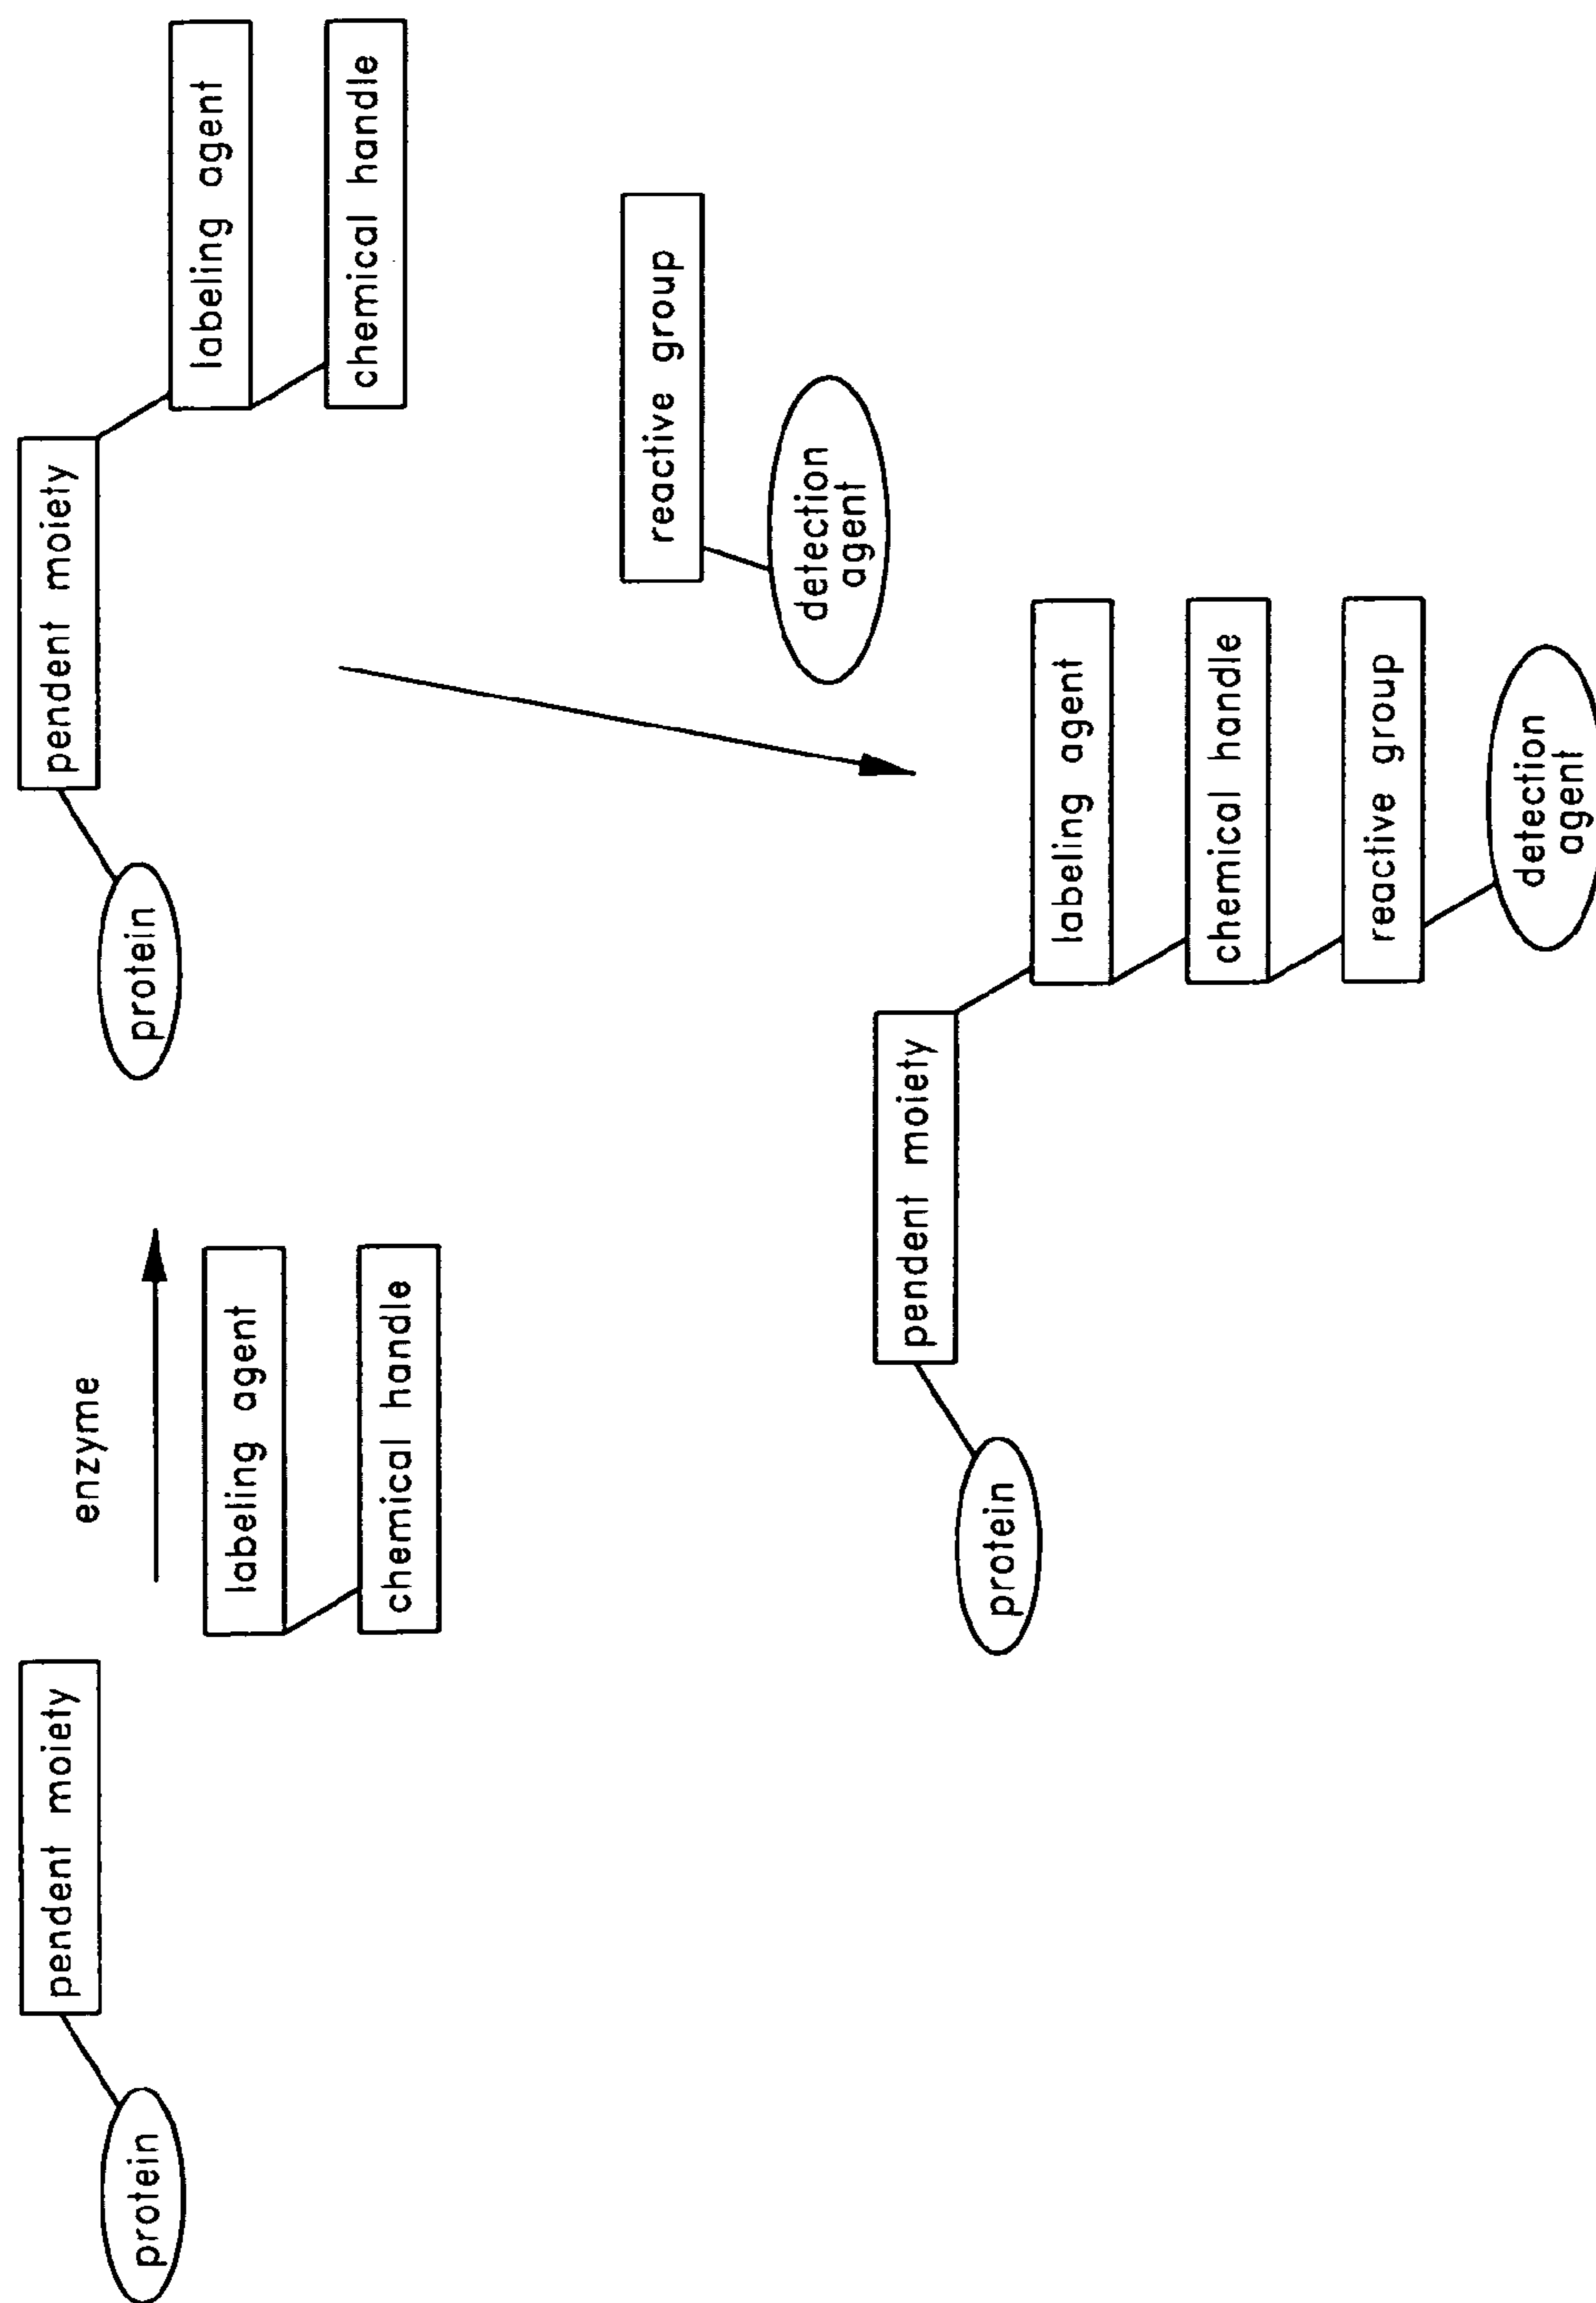 protein
pendent moiety
enzyme
labeling agent
chemical handle
protein
pendent moiety
labeling agent
chemical handle
reactive group
detection
agent
protein
pendent moiety
labeling agent
chemical handle
reactive group
detection
agent